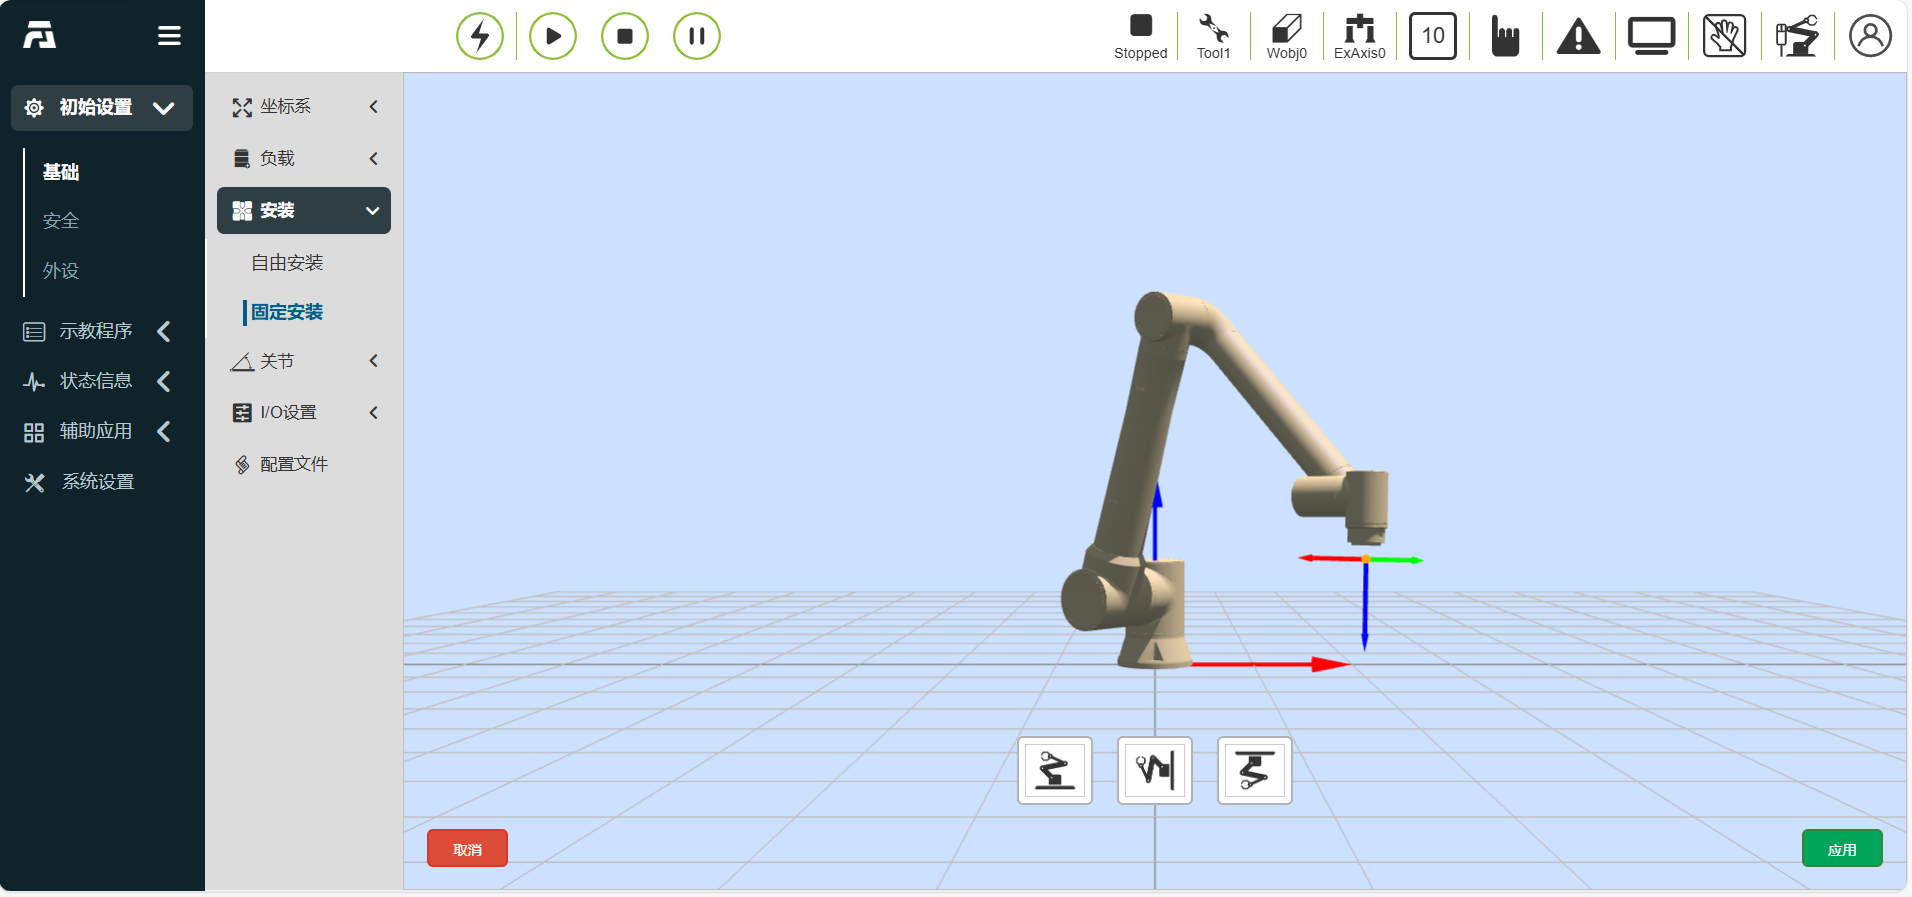 Stopped
Tool1
Wobj0
ExAxis0
10
初始设置
基础
安全
外设
示教程序
状态信息
辅助应用
系统设置
坐标系
负载
安装
自由安装
固定安装
关节
I/O设置
配置文件
取消
应用